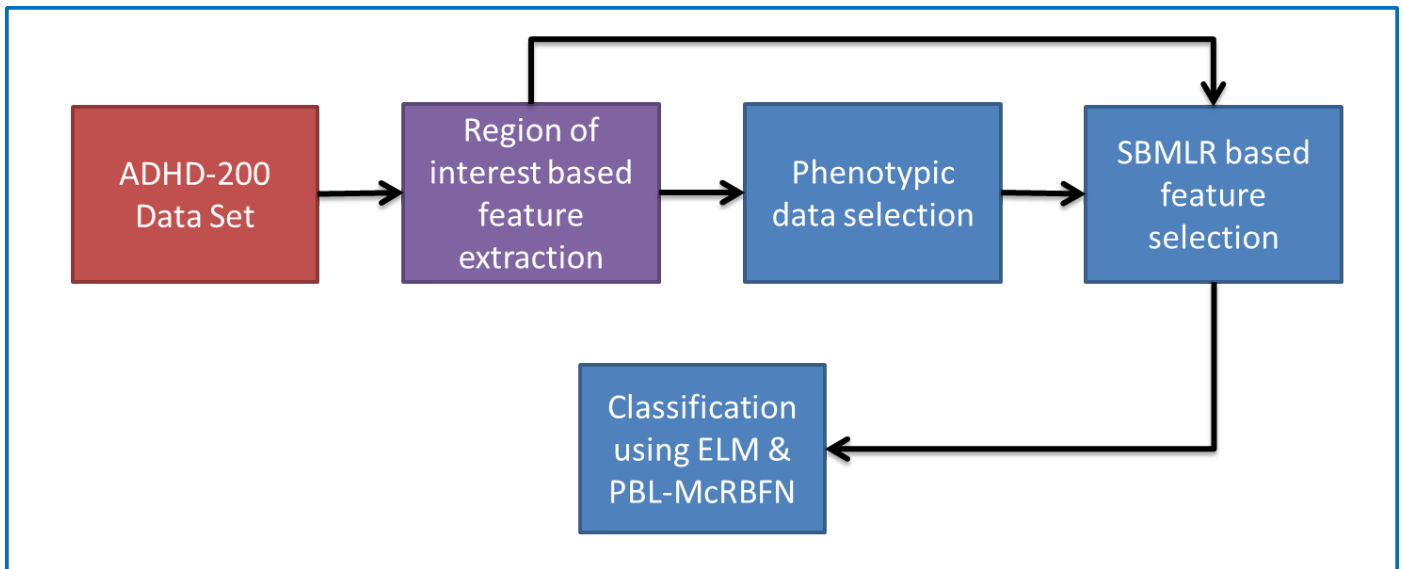 ADHD-200
Data Set
Region of
interest based
feature
extraction
Phenotypic
data selection
SBMLR based
feature
selection
Classification
using ELM &
PBL-McRBFN